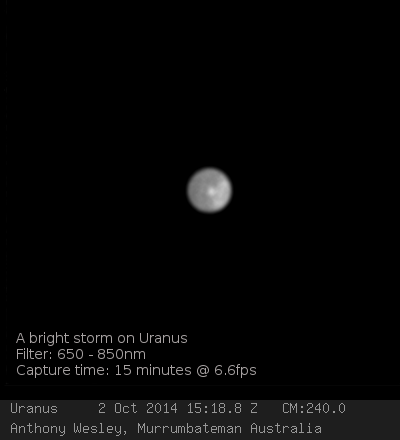 A bright storm on Uranus
Filter: 650 - 850nm
Capture time: 15 minutes @ 6.6fps
Uranus 2 Oct 2014 15:18.8 Z CM:240.0
Anthony Wesley, Murrumbateman Australia